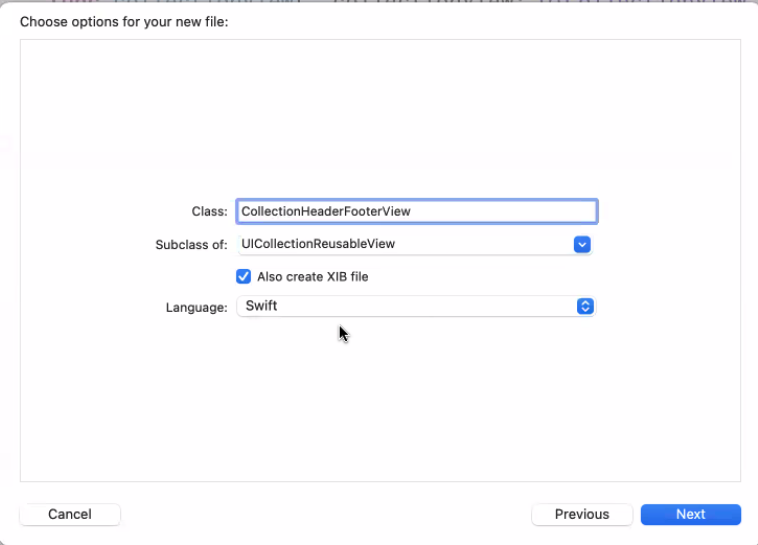 Choose options for your new file:
Class: CollectionHeaderFooterView
Subclass of: UICollectionReusableView
Also create XIB file
Language: Swift
Cancel Previous Next